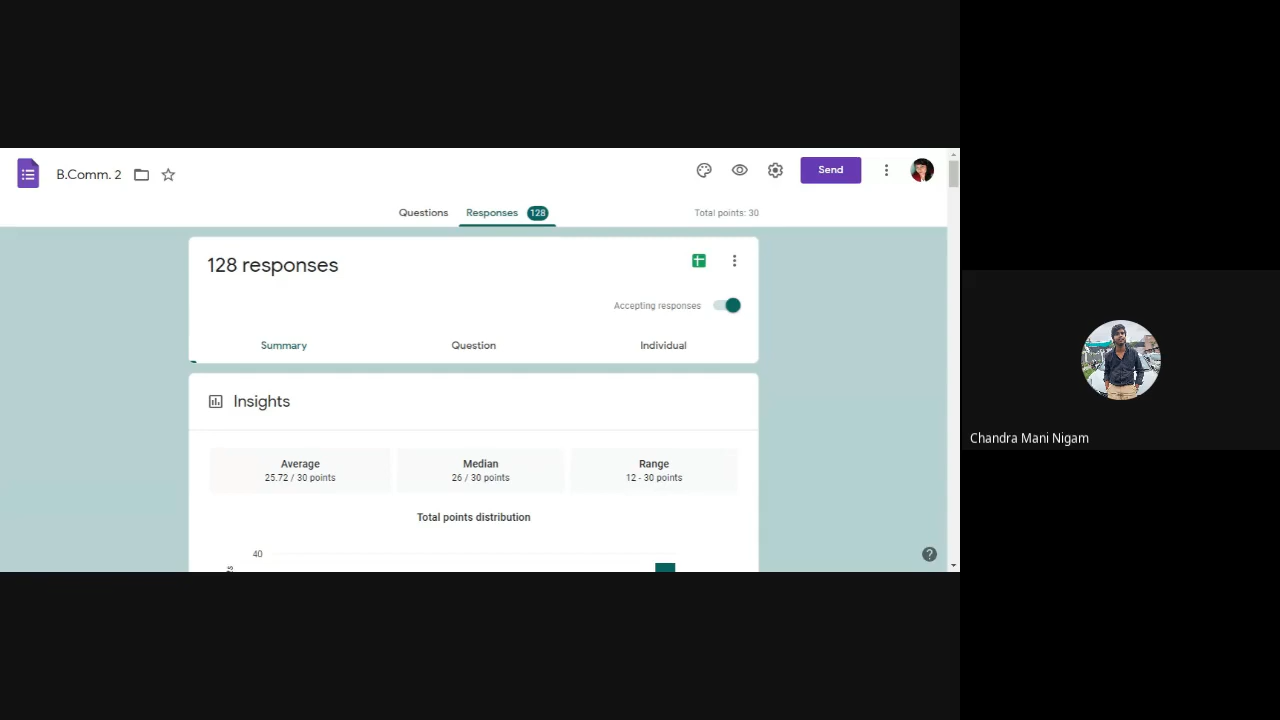 B.Comm. 2
Send
Questions Responses 128 Total points: 30
128 responses
Accepting responses
Summary Question Individual
Insights
Average Median Range
25.72 / 30 points 26 / 30 points 12 - 30 points
Total points distribution
40
Chandra Mani Nigam